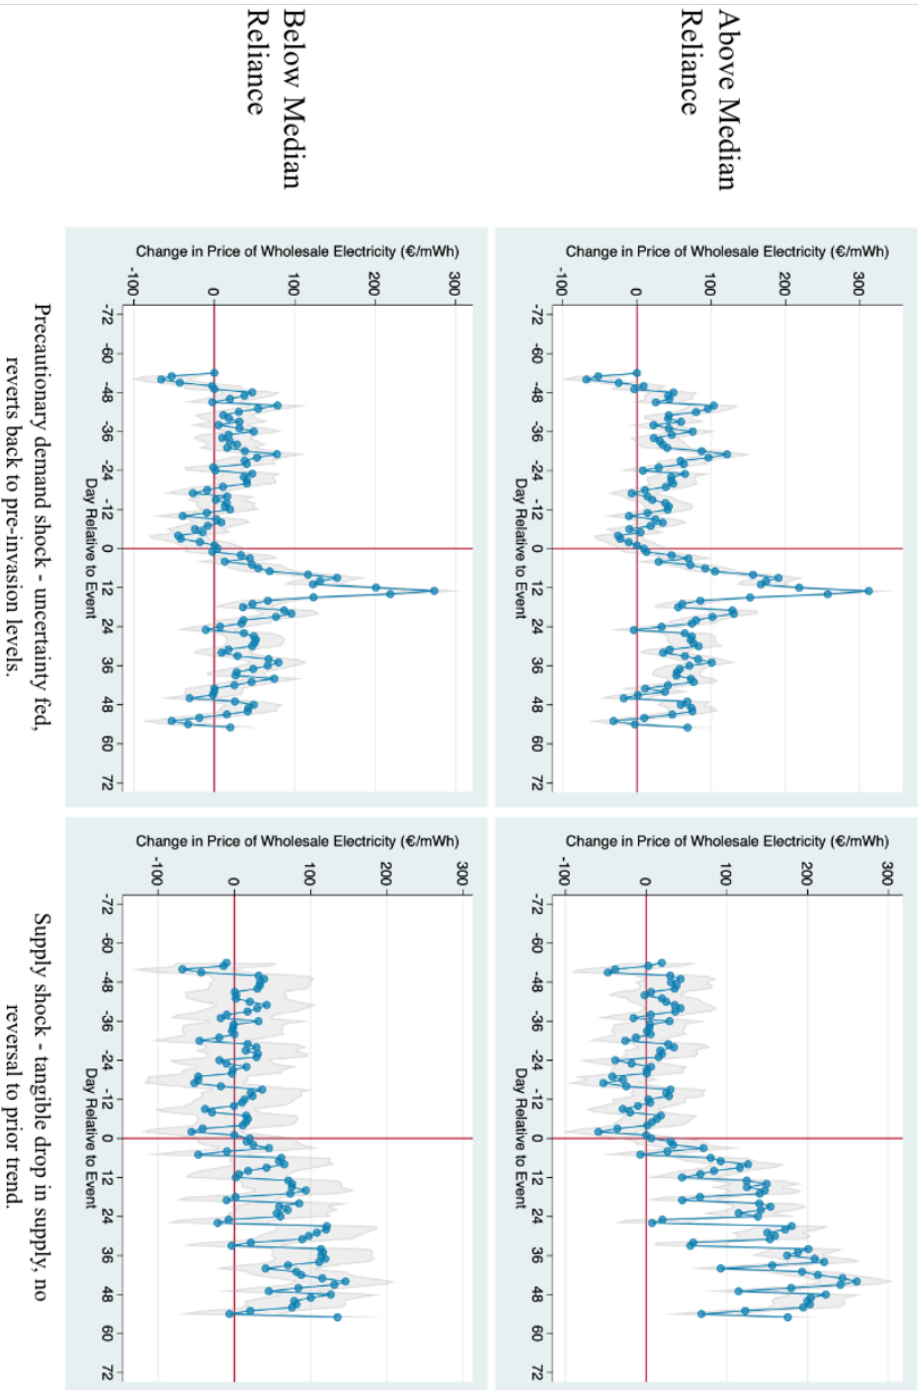 Above Median
Reliance
Change in Price of Wholesale Electricity (€/mWh)
300
200
100
0
-100
-72 -60 -48 -36 -24 -12 0 12 24 36 48 60 72
Day Relative to Event
Change in Price of Wholesale Electricity (€/mWh)
300
200
100
0
-100
-72 -60 -48 -36 -24 -12 0 12 24 36 48 60 72
Day Relative to Event
Below Median
Reliance
Change in Price of Wholesale Electricity (€/mWh)
300
200
100
0
-100
-72 -60 -48 -36 -24 -12 0 12 24 36 48 60 72
Day Relative to Event
Change in Price of Wholesale Electricity (€/mWh)
300
200
100
0
-100
-72 -60 -48 -36 -24 -12 0 12 24 36 48 60 72
Day Relative to Event
Precautionary demand shock - uncertainty fed,
reverts back to pre-invasion levels.
Supply shock - tangible drop in supply, no
reversal to prior trend.